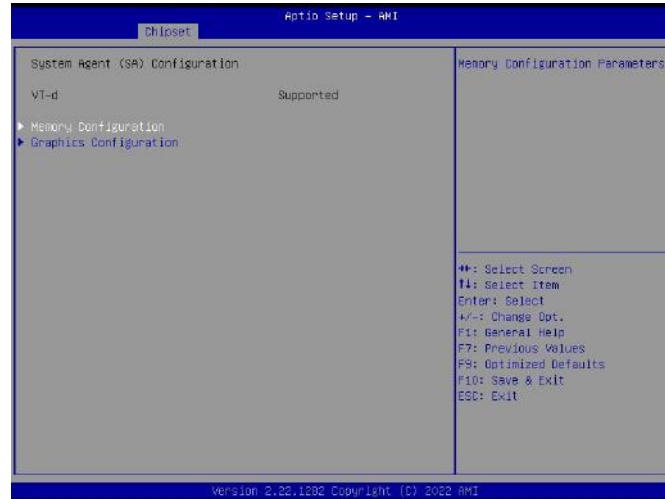 Aptio Setup - AMI
Chipset
System Agent (SA) Configuration
VT-d Supported
Memory Configuration
Graphics Configuration
Memory Configuration Parameters
: Select Screen
↑↓: Select Item
Enter: Select
+/-: Change Opt.
F1: General Help
F7: Previous Values
F9: Optimized Defaults
F10: Save & Exit
ESC: Exit
Version 2.22.1282 Copyright (C) 2022 AMI